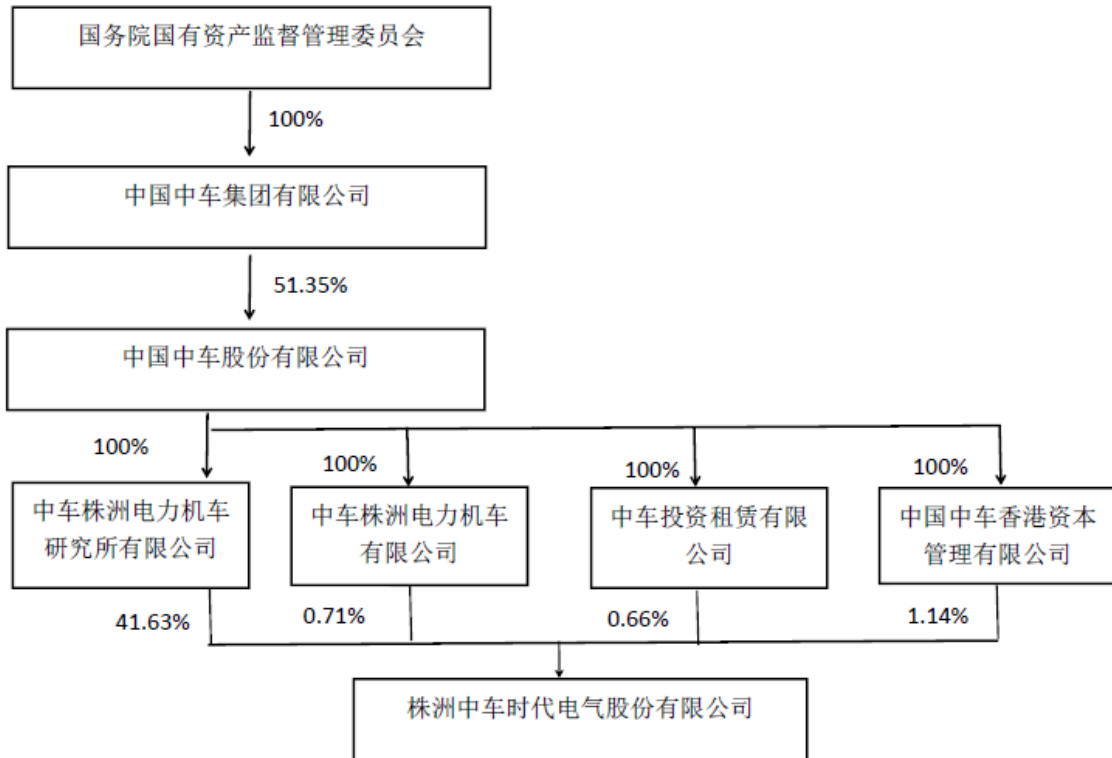 国务院国有资产监督管理委员会
100%
中国中车集团有限公司
51.35%
中国中车股份有限公司
100%
100%
100%
100%
中车株洲电力机车
研究所有限公司
中车株洲电力机车
有限公司
中车投资租赁有限
公司
中国中车香港资本
管理有限公司
41.63%
0.71%
0.66%
1.14%
株洲中车时代电气股份有限公司